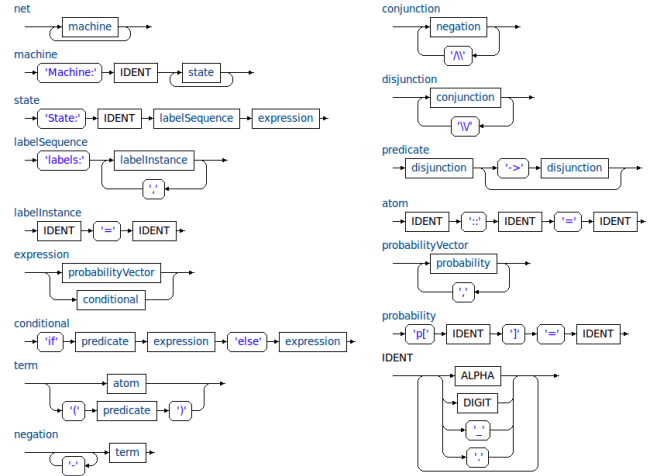 net
machine
machine
'Machine:' IDENT state
state
'State:' IDENT labelSequence expression
labelSequence
'labels:' labelInstance
','
labelInstance
IDENT '=' IDENT
expression
probabilityVector
conditional
conditional
'if' predicate expression 'else' expression
term
atom
'(' predicate ')'
negation
'-' term
conjunction
negation
'/\\'
disjunction
conjunction
'\\/'
predicate
disjunction '->' disjunction
atom
IDENT '::' IDENT '=' IDENT
probabilityVector
probability
','
probability
'p[' IDENT ']' '=' IDENT
IDENT
ALPHA
DIGIT
'_'
'.'